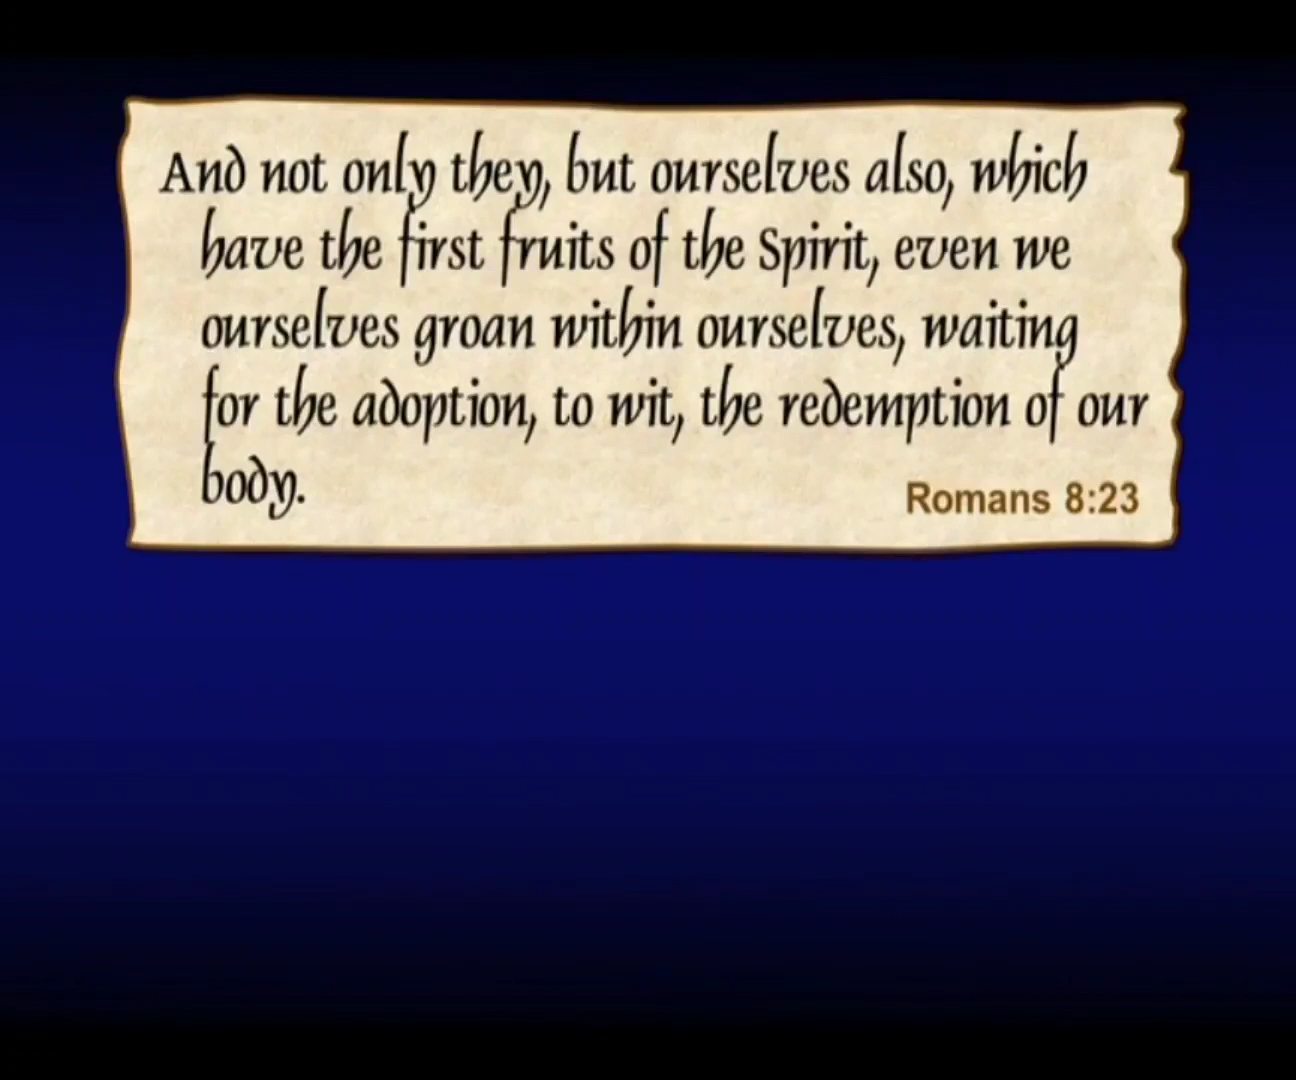 And not only they, but ourselves also, which
have the first fruits of the Spirit, even we
ourselves groan within ourselves, waiting
for the adoption, to wit, the redemption of our
body.
Romans 8:23